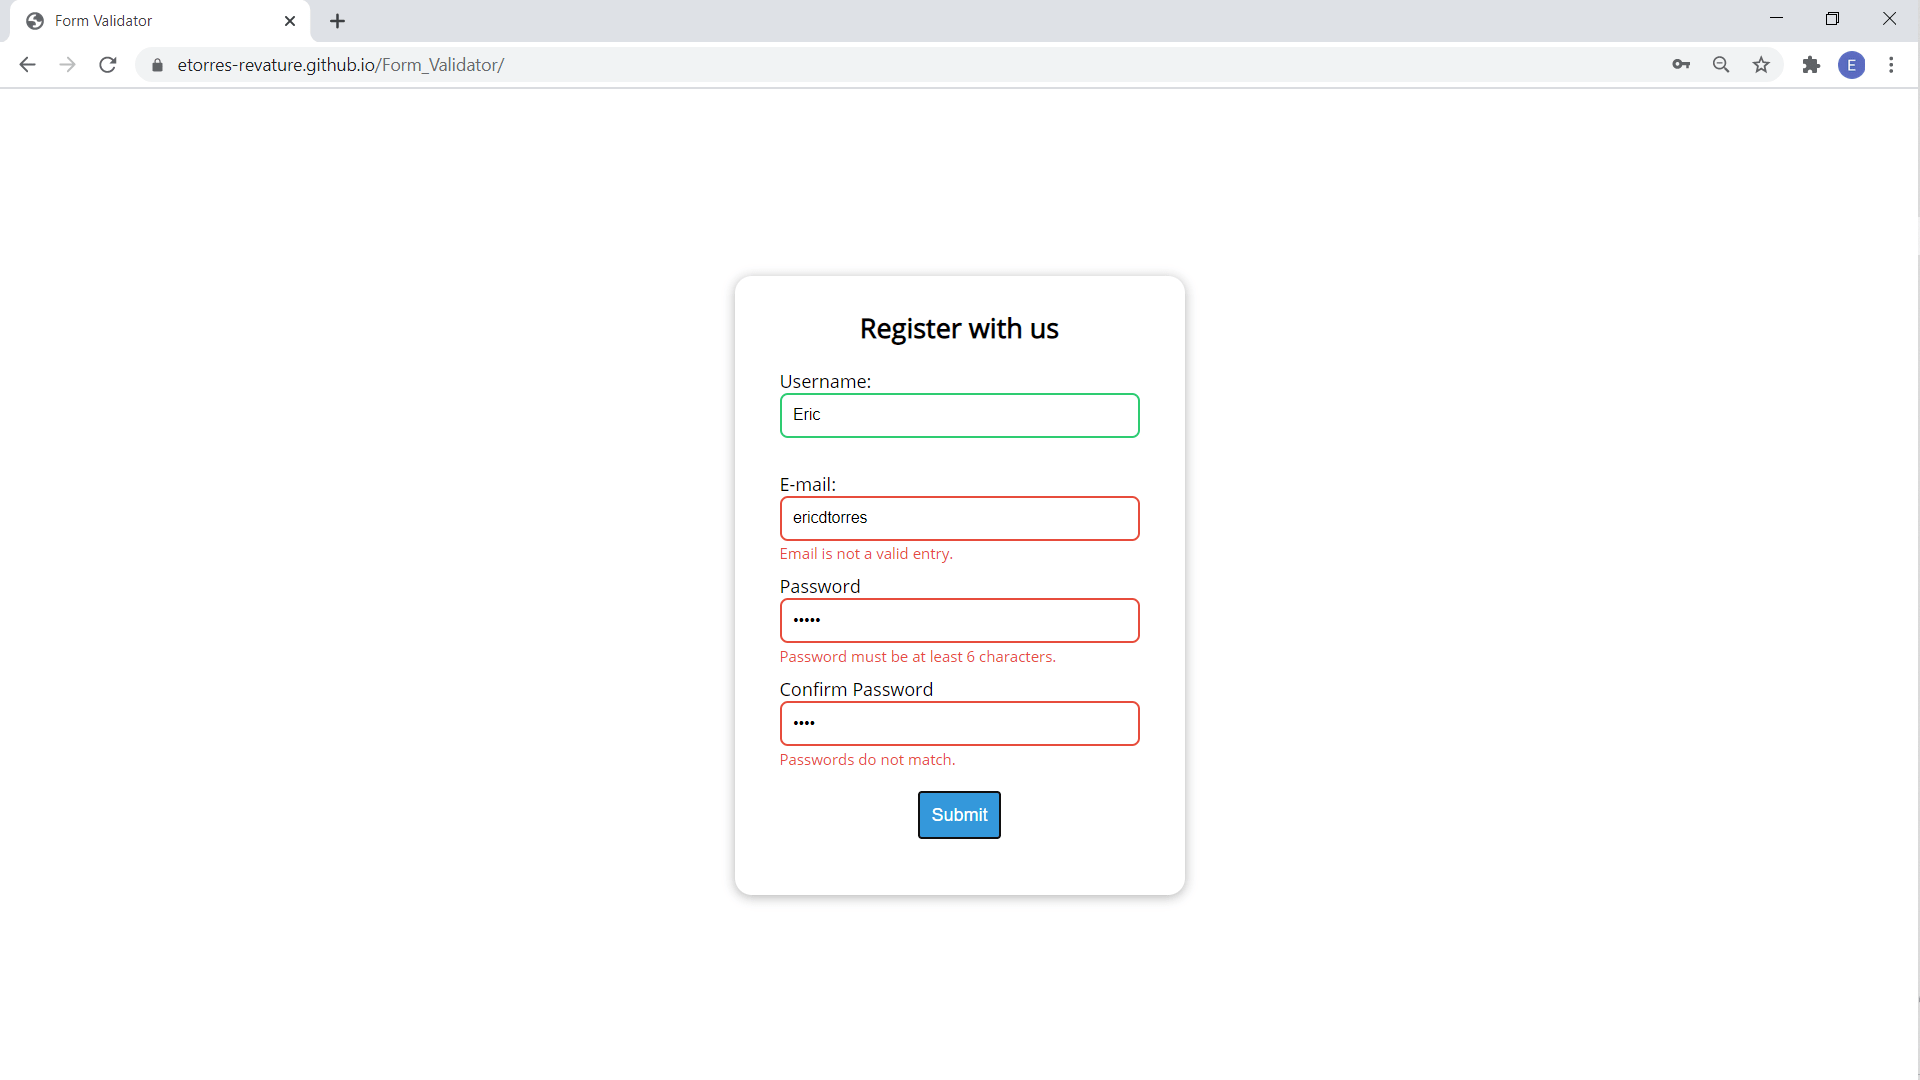 Form Validator
etorres-revature.github.io/Form_Validator/
E
Register with us
Username:
Eric
E-mail:
ericdtorres
Email is not a valid entry.
Password
•••••
Password must be at least 6 characters.
Confirm Password
••••
Passwords do not match.
Submit